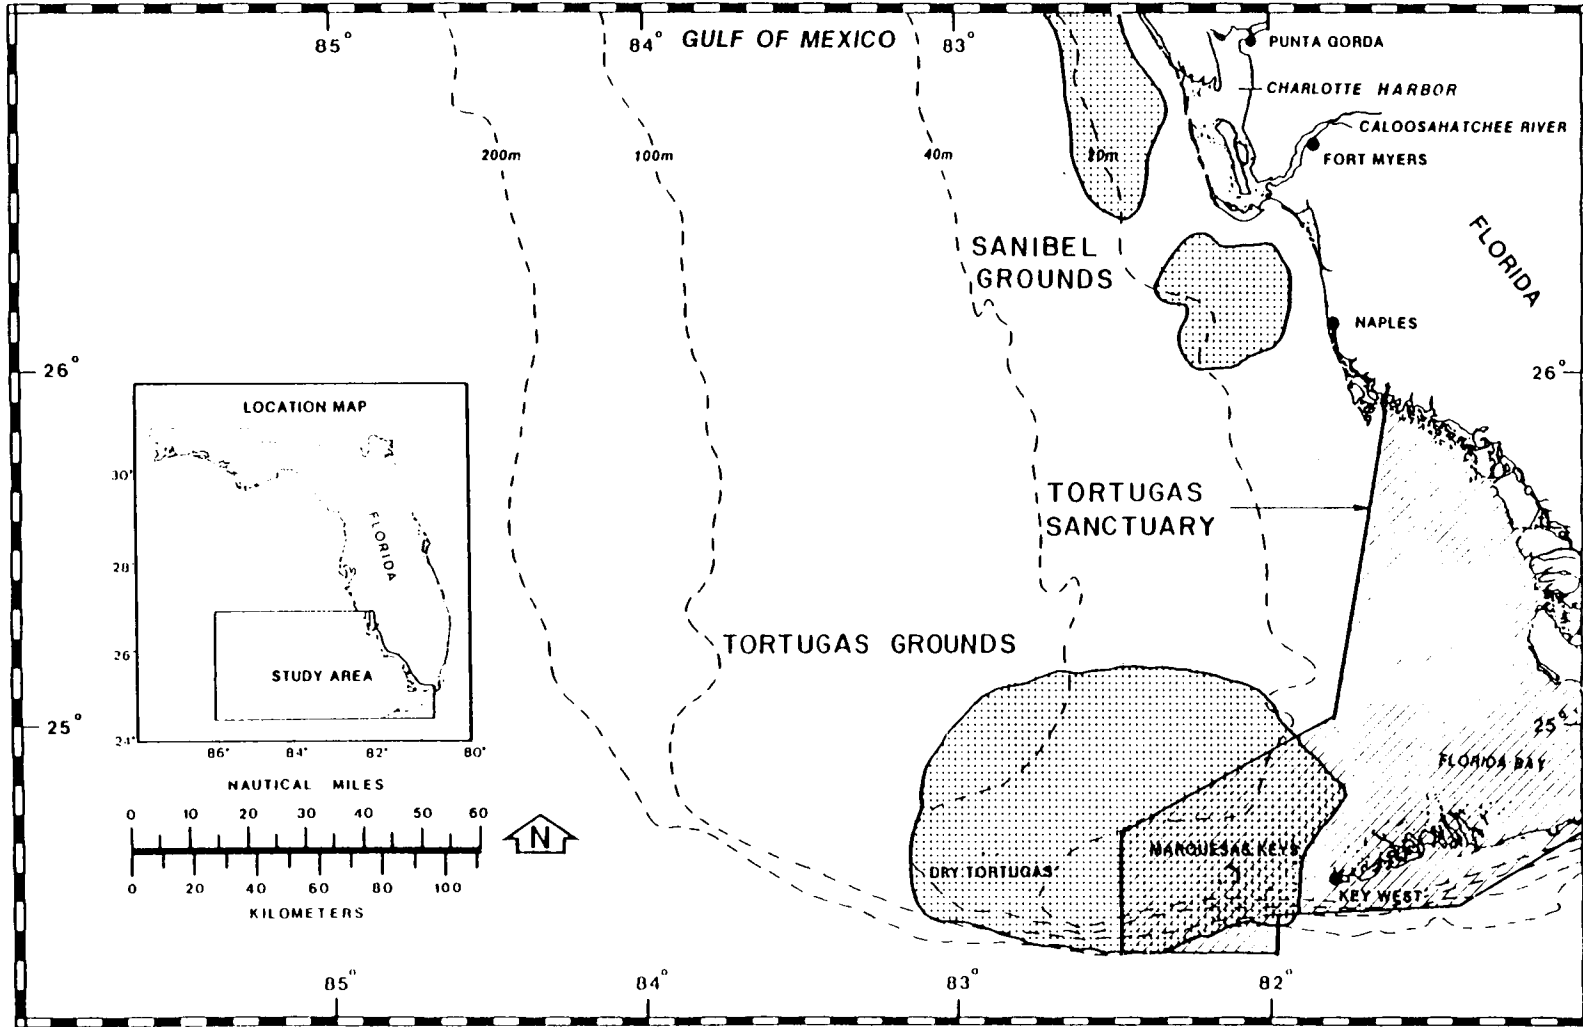 85°
84°
GULF OF MEXICO
83°
PUNTA GORDA
CHARLOTTE HARBOR
CALOOSAHATCHEE RIVER
FORT MYERS
200m
100m
40m
20m
FLORIDA
SANIBEL
GROUNDS
NAPLES
26°
26°
LOCATION MAP
30°
FLORIDA
28°
26°
STUDY AREA
24°
86°
84°
82°
80°
TORTUGAS
SANCTUARY
TORTUGAS GROUNDS
25°
25°
FLORIDA BAY
NAUTICAL MILES
0 10 20 30 40 50 60
0 20 40 60 80 100
KILOMETERS
N
MARQUESAS KEYS
DRY TORTUGAS
KEY WEST
85°
84°
83°
82°